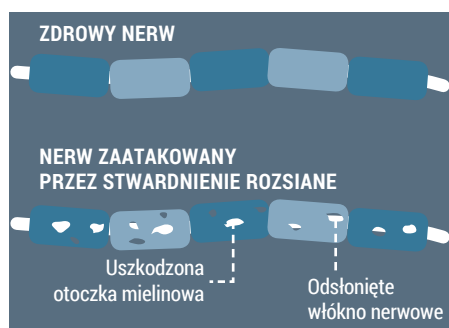 ZDROWY NERW
NERW ZAATAKOWANY
PRZEZ STWARDNIENIE ROZSIANE
Uszkodzona
otoczka mielinowa
Odsłonięte
włókno nerwowe